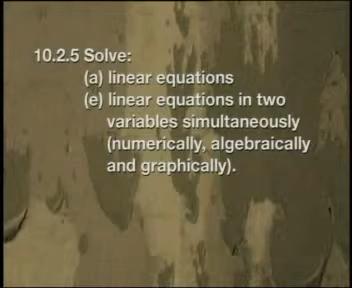 10.2.5 Solve:
(a) linear equations
(e) linear equations in two
variables simultaneously
(numerically, algebraically
and graphically).